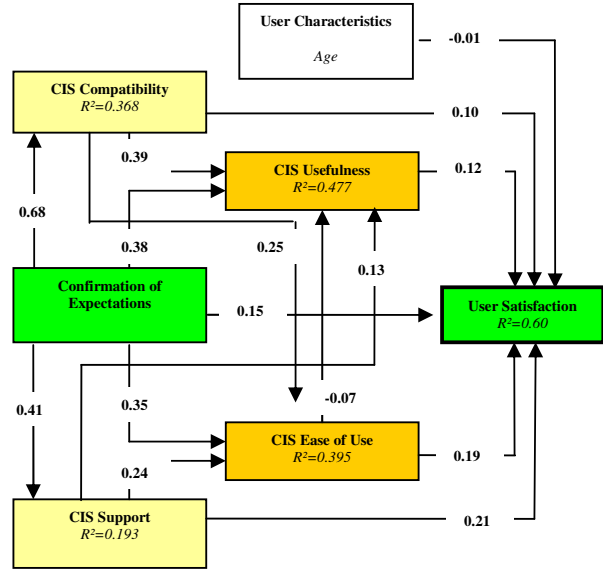 User Characteristics
Age
-0.01
CIS Compatibility
R²=0.368
0.10
0.39
CIS Usefulness
R²=0.477
0.12
0.68
0.38
0.25
0.13
Confirmation of
Expectations
0.15
User Satisfaction
R²=0.60
0.41
0.35
-0.07
CIS Ease of Use
R²=0.395
0.19
0.24
CIS Support
R²=0.193
0.21